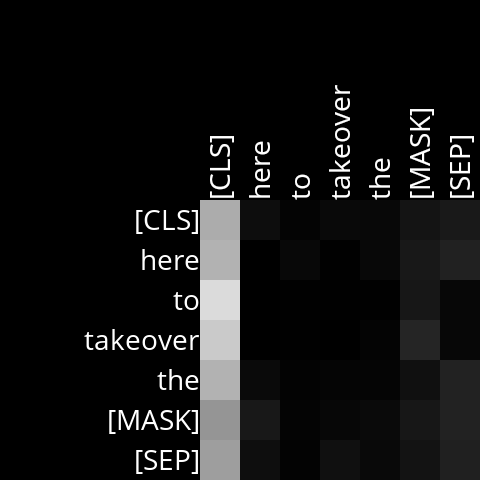 [CLS] here to takeover the [MASK] [SEP]
[CLS]
here
to
takeover
the
[MASK]
[SEP]